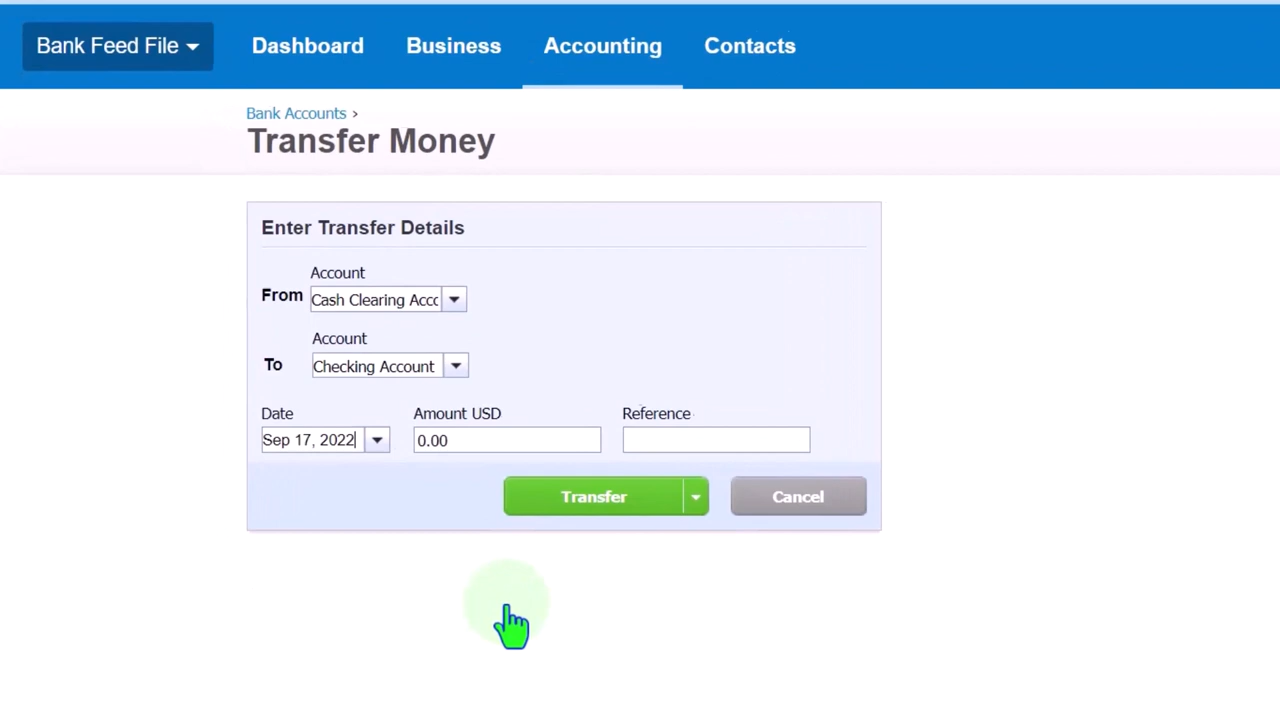 Bank Feed File Dashboard Business Accounting Contacts
Bank Accounts ›
Transfer Money
Enter Transfer Details
Account
From Cash Clearing Acco
Account
To Checking Account
Date Amount USD Reference
Sep 17, 2022 0.00
Transfer Cancel